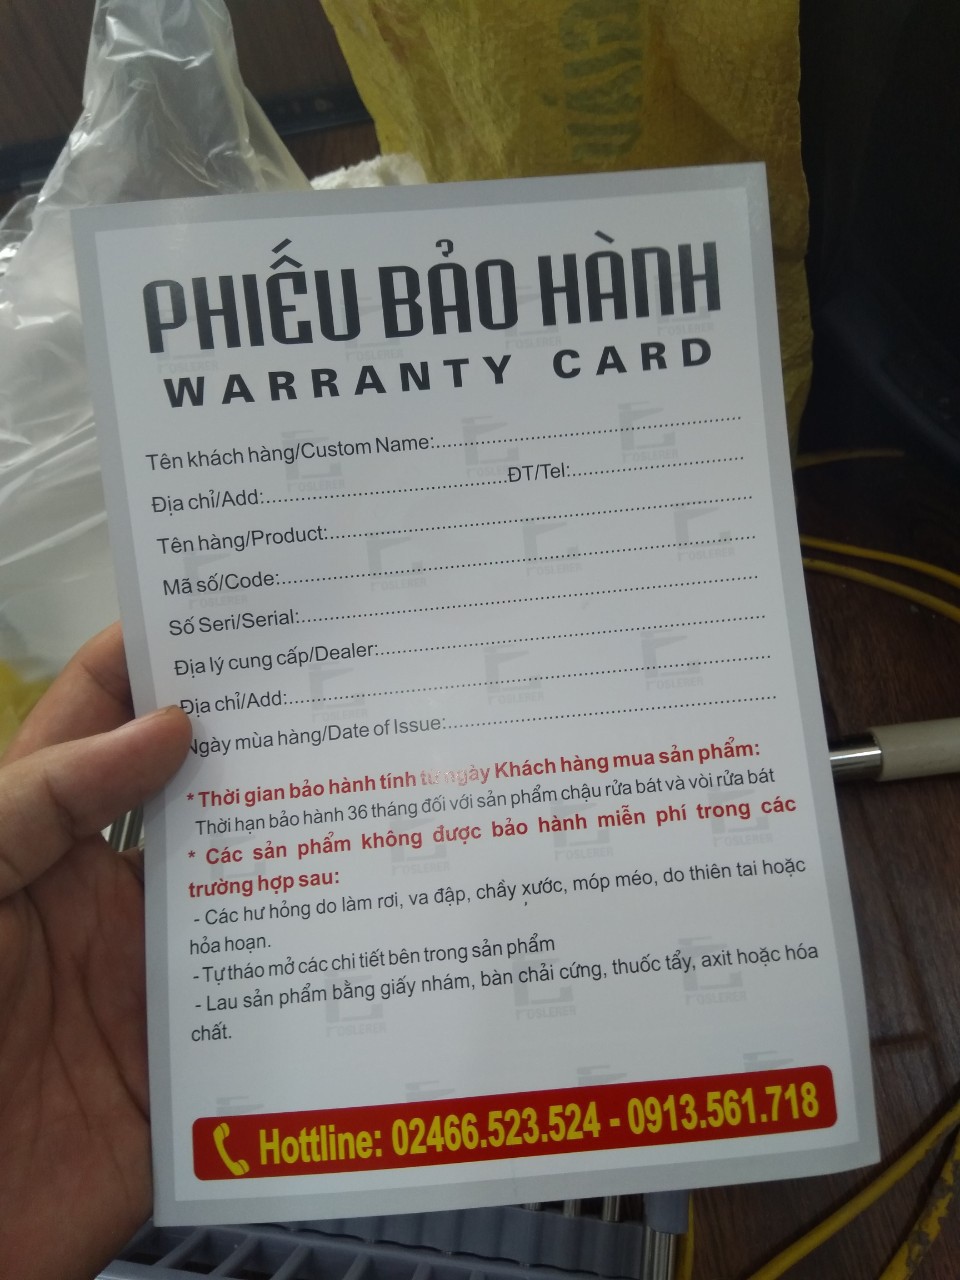 PHIẾU BẢO HÀNH
WARRANTY CARD
Tên khách hàng/Custom Name:
Địa chỉ/Add: ĐT/Tel:
Tên hàng/Product:
Mã số/Code:
Số Seri/Serial:
Địa lý cung cấp/Dealer:
Địa chỉ/Add:
Ngày mùa hàng/Date of Issue:
* Thời gian bảo hành tính từ ngày Khách hàng mua sản phẩm:
Thời hạn bảo hành 36 tháng đối với sản phẩm chậu rửa bát và vòi rửa bát
* Các sản phẩm không được bảo hành miễn phí trong các
trường hợp sau:
- Các hư hỏng do làm rơi, va đập, chầy xước, móp méo, do thiên tai hoặc
hỏa hoạn.
- Tự tháo mở các chi tiết bên trong sản phẩm
- Lau sản phẩm bằng giấy nhám, bàn chải cứng, thuốc tẩy, axit hoặc hóa
chất.
Hottline: 02466.523.524 - 0913.561.718